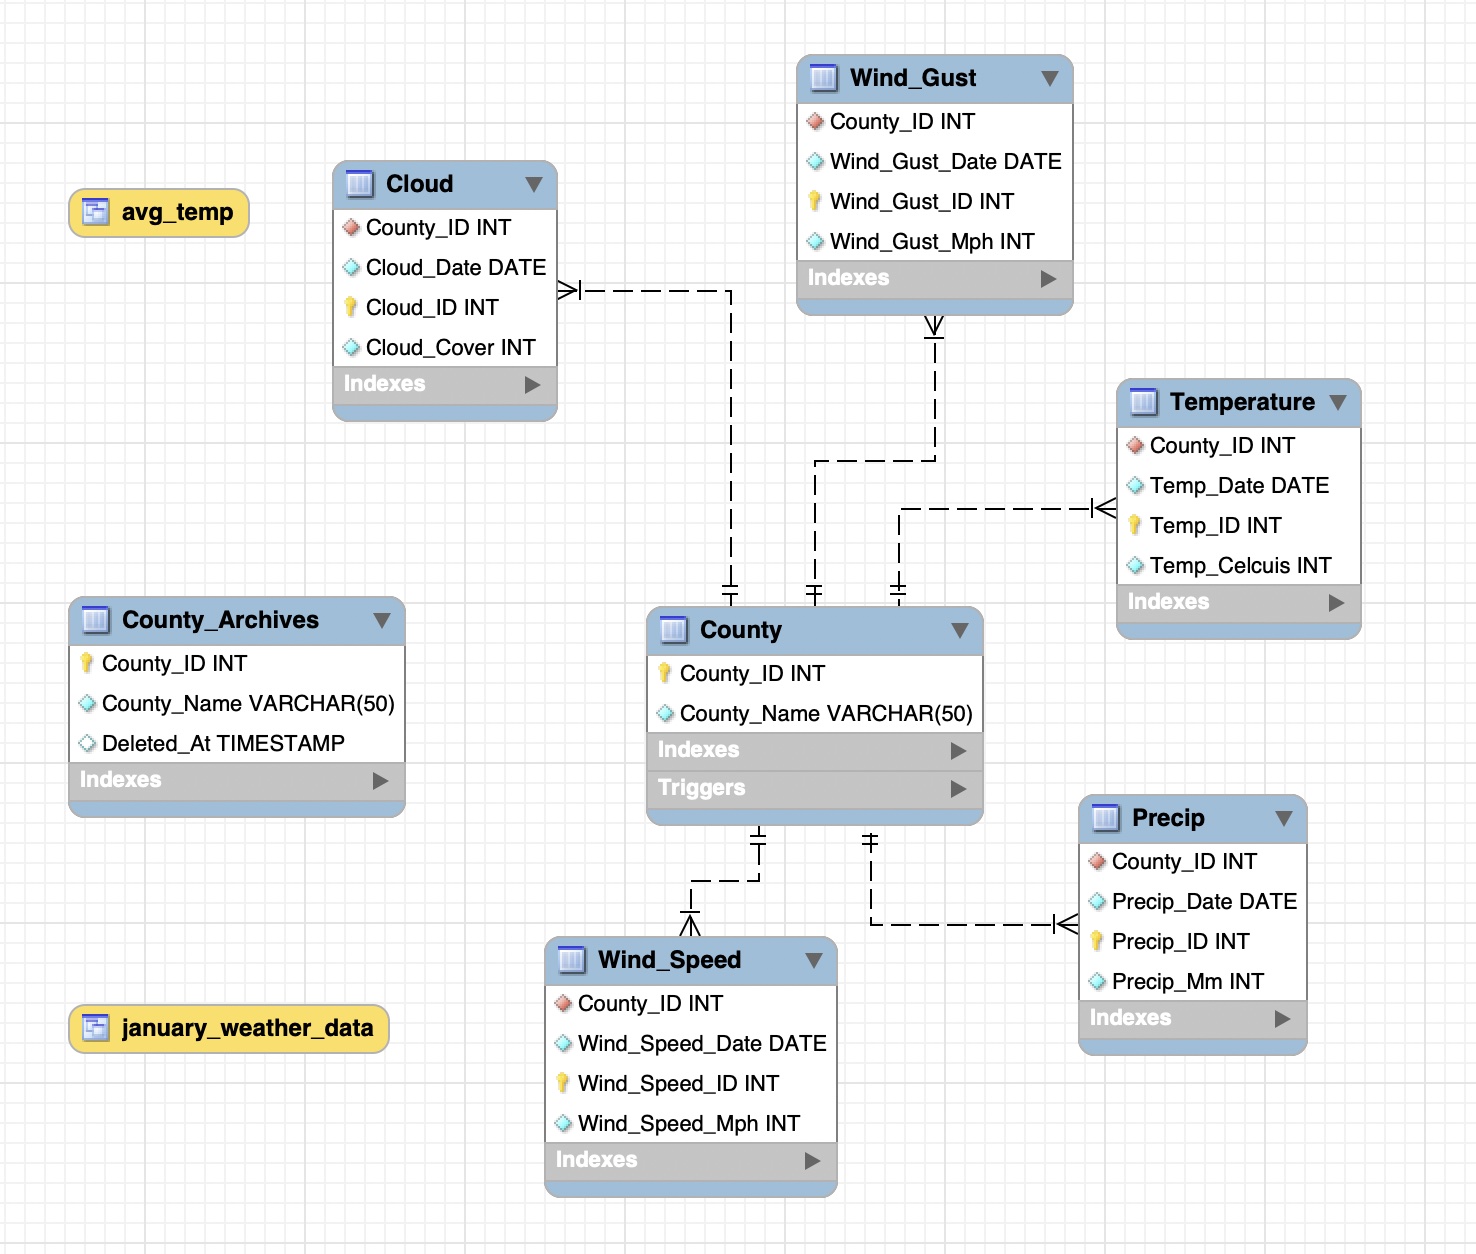 Wind_Gust
County_ID INT
Wind_Gust_Date DATE
Wind_Gust_ID INT
Wind_Gust_Mph INT
Indexes
Cloud
County_ID INT
Cloud_Date DATE
Cloud_ID INT
Cloud_Cover INT
Indexes
avg_temp
Temperature
County_ID INT
Temp_Date DATE
Temp_ID INT
Temp_Celcuis INT
Indexes
County_Archives
County_ID INT
County_Name VARCHAR(50)
Deleted_At TIMESTAMP
Indexes
County
County_ID INT
County_Name VARCHAR(50)
Indexes
Triggers
Precip
County_ID INT
Precip_Date DATE
Precip_ID INT
Precip_Mm INT
Indexes
Wind_Speed
County_ID INT
Wind_Speed_Date DATE
Wind_Speed_ID INT
Wind_Speed_Mph INT
Indexes
january_weather_data